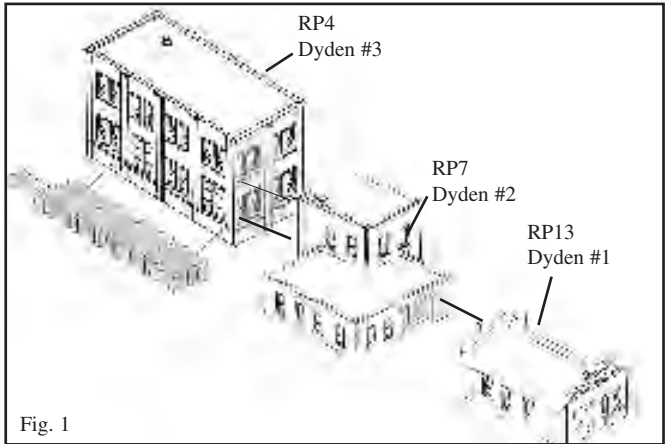 RP4
Dyden #3
RP7
Dyden #2
RP13
Dyden #1
Fig. 1